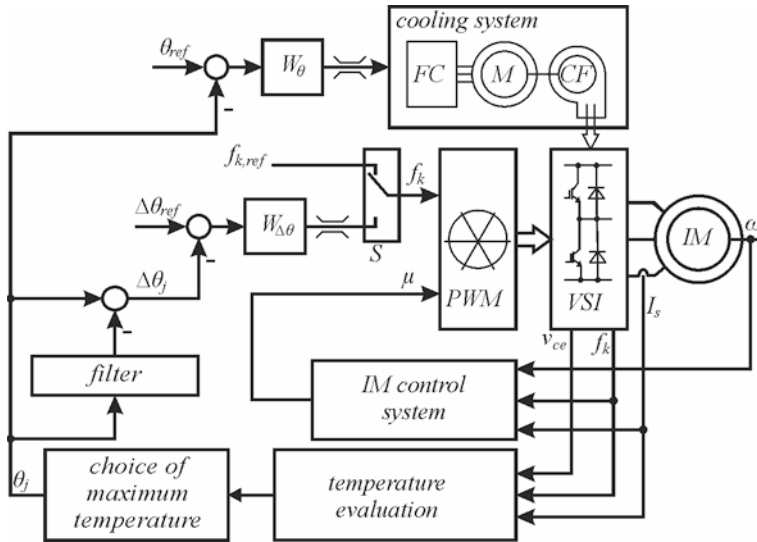 cooling system
θref
Wθ
FC
M
CF
-
fk,ref
fk
Δθref
WΔθ
S
-
Δθj
μ
PWM
VSI
IM
ω
Is
-
vce
fk
filter
IM control
system
θj
choice of
maximum
temperature
temperature
evaluation